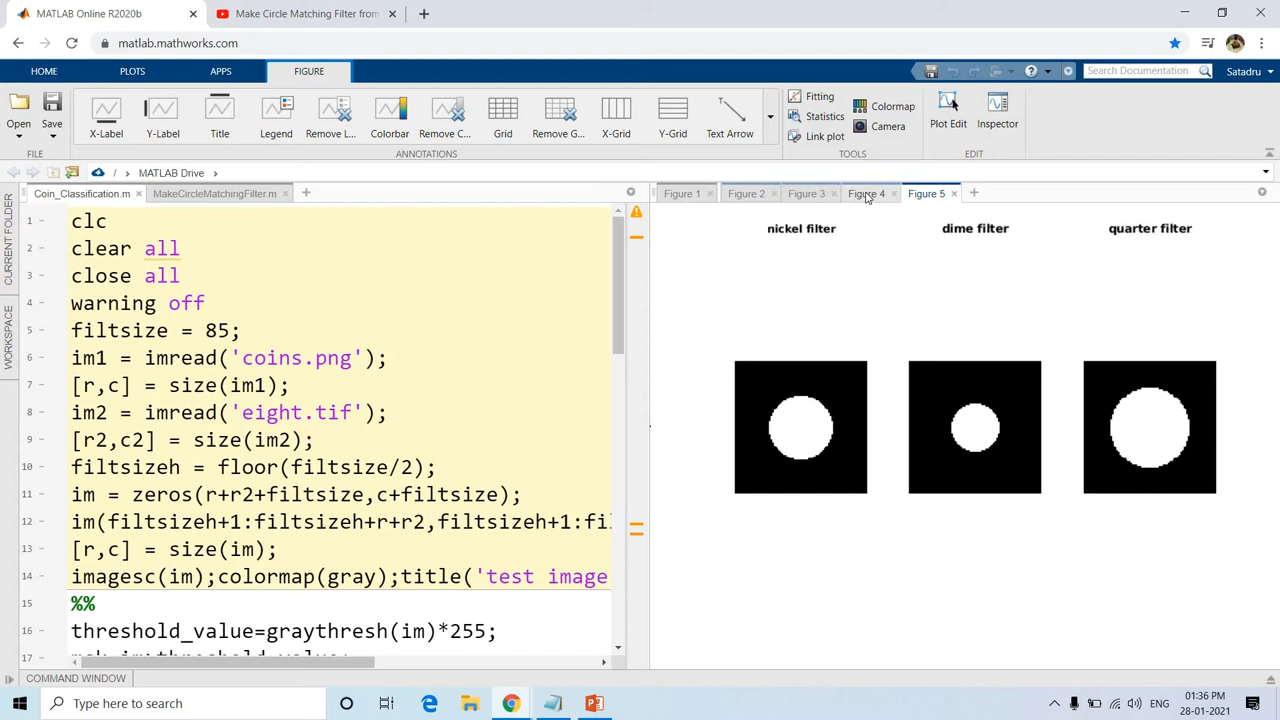 MATLAB Online R2020b
Make Circle Matching Filter from
matlab.mathworks.com
HOME PLOTS APPS FIGURE
Search Documentation Satadru
Open Save X-Label Y-Label Title Legend Remove L... Colorbar Remove C... Grid Remove G... X-Grid Y-Grid Text Arrow
Fitting Statistics Link plot Colormap Camera Plot Edit Inspector
FILE ANNOTATIONS TOOLS EDIT
/ MATLAB Drive
CURRENT FOLDER
WORKSPACE
Coin_Classification.m MakeCircleMatchingFilter.m
Figure 1 Figure 2 Figure 3 Figure 4 Figure 5
1 clc
2 clear all
3 close all
4 warning off
5 filtsize = 85;
6 im1 = imread('coins.png');
7 [r,c] = size(im1);
8 im2 = imread('eight.tif');
9 [r2,c2] = size(im2);
10 filtsizeh = floor(filtsize/2);
11 im = zeros(r+r2+filtsize,c+filtsize);
12 im(filtsizeh+1:filtsizeh+r+r2,filtsizeh+1:fil
13 [r,c] = size(im);
14 imagesc(im);colormap(gray);title('test image
15 %%
16 threshold_value=graythresh(im)*255;
17
nickel filter dime filter quarter filter
COMMAND WINDOW
Type here to search
ENG
01:36 PM
28-01-2021